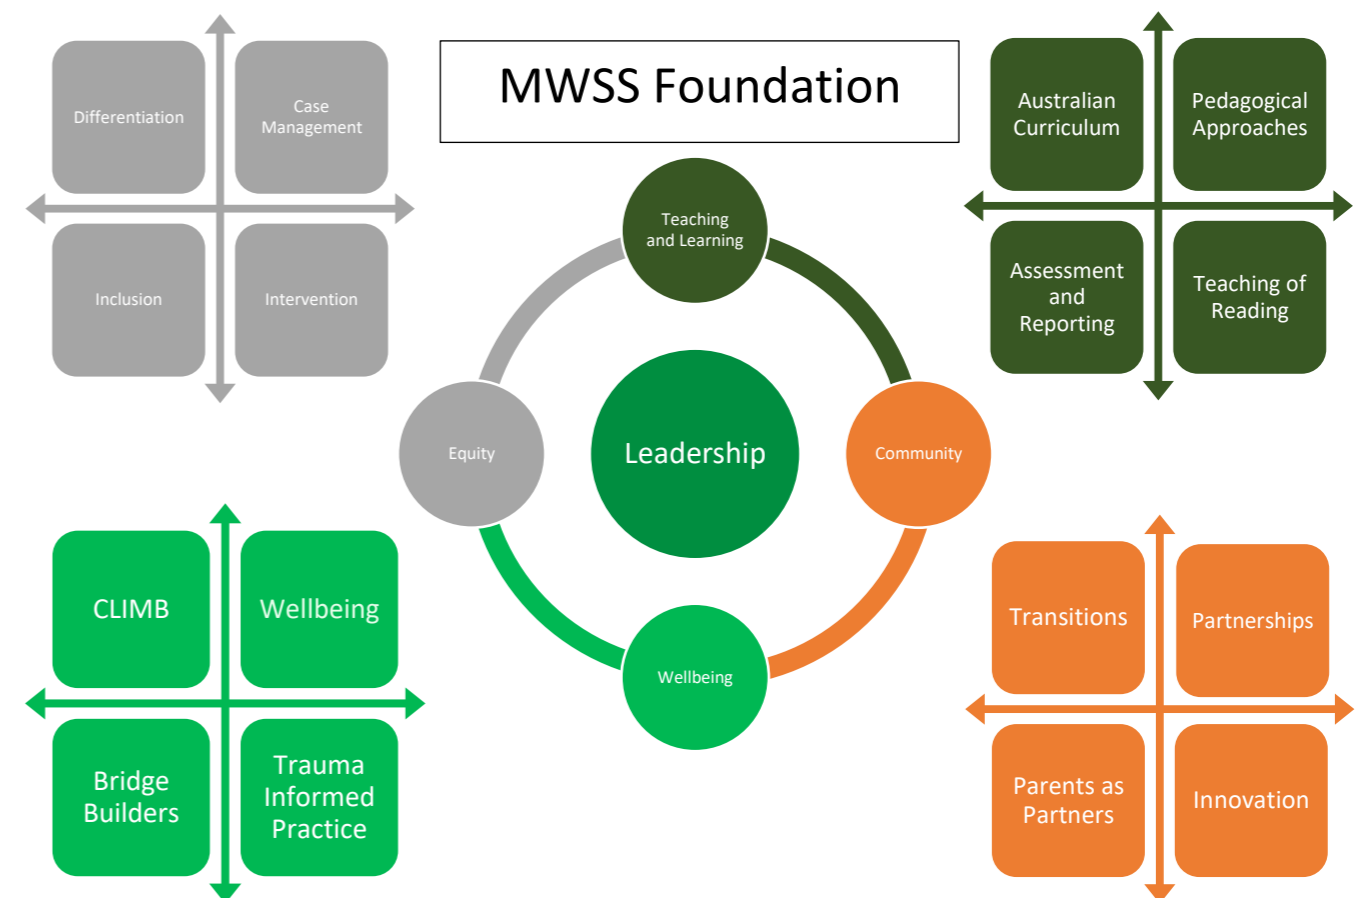 MWSS Foundation
Differentiation
Case
Management
Inclusion
Intervention
Australian
Curriculum
Pedagogical
Approaches
Assessment
and
Reporting
Teaching of
Reading
Teaching
and Learning
Equity
Leadership
Community
Wellbeing
CLIMB
Wellbeing
Bridge
Builders
Trauma
Informed
Practice
Transitions
Partnerships
Parents as
Partners
Innovation